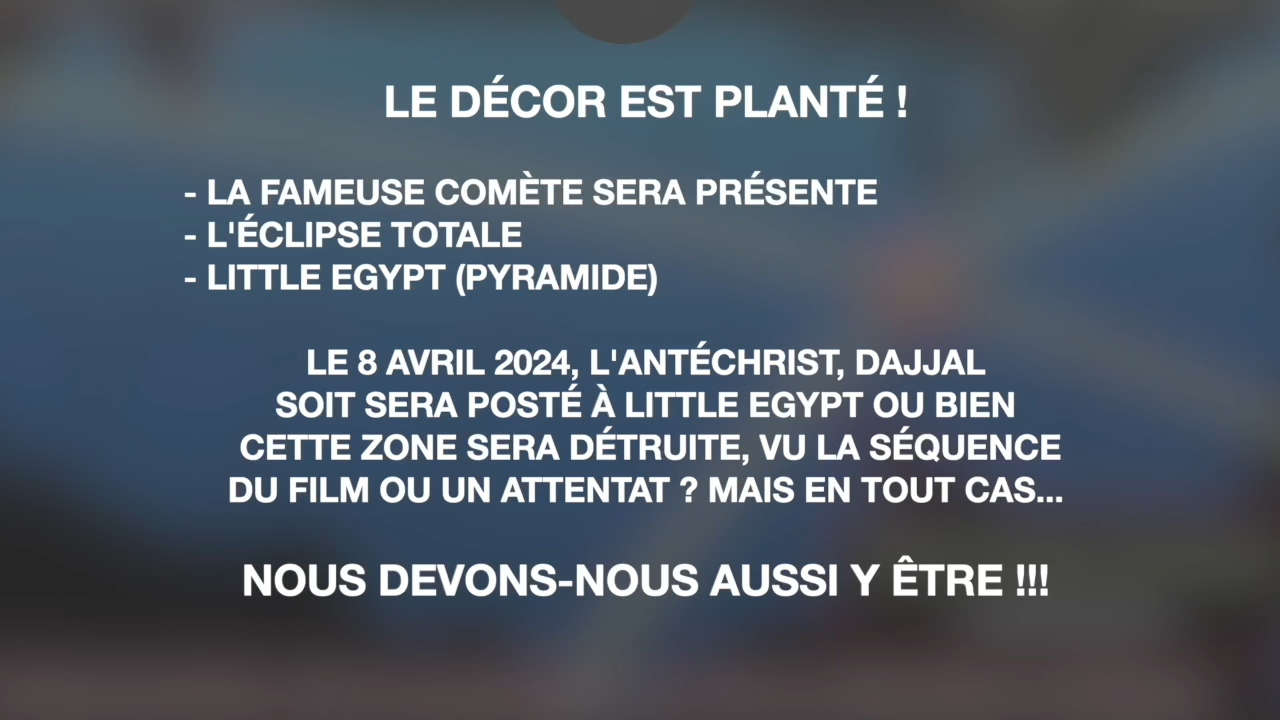 LE DÉCOR EST PLANTÉ !
- LA FAMEUSE COMÈTE SERA PRÉSENTE
- L'ÉCLIPSE TOTALE
- LITTLE EGYPT (PYRAMIDE)
LE 8 AVRIL 2024, L'ANTÉCHRIST, DAJJAL
SOIT SERA POSTÉ À LITTLE EGYPT OU BIEN
CETTE ZONE SERA DÉTRUITE, VU LA SÉQUENCE
DU FILM OU UN ATTENTAT ? MAIS EN TOUT CAS...
NOUS DEVONS-NOUS AUSSI Y ÊTRE !!!